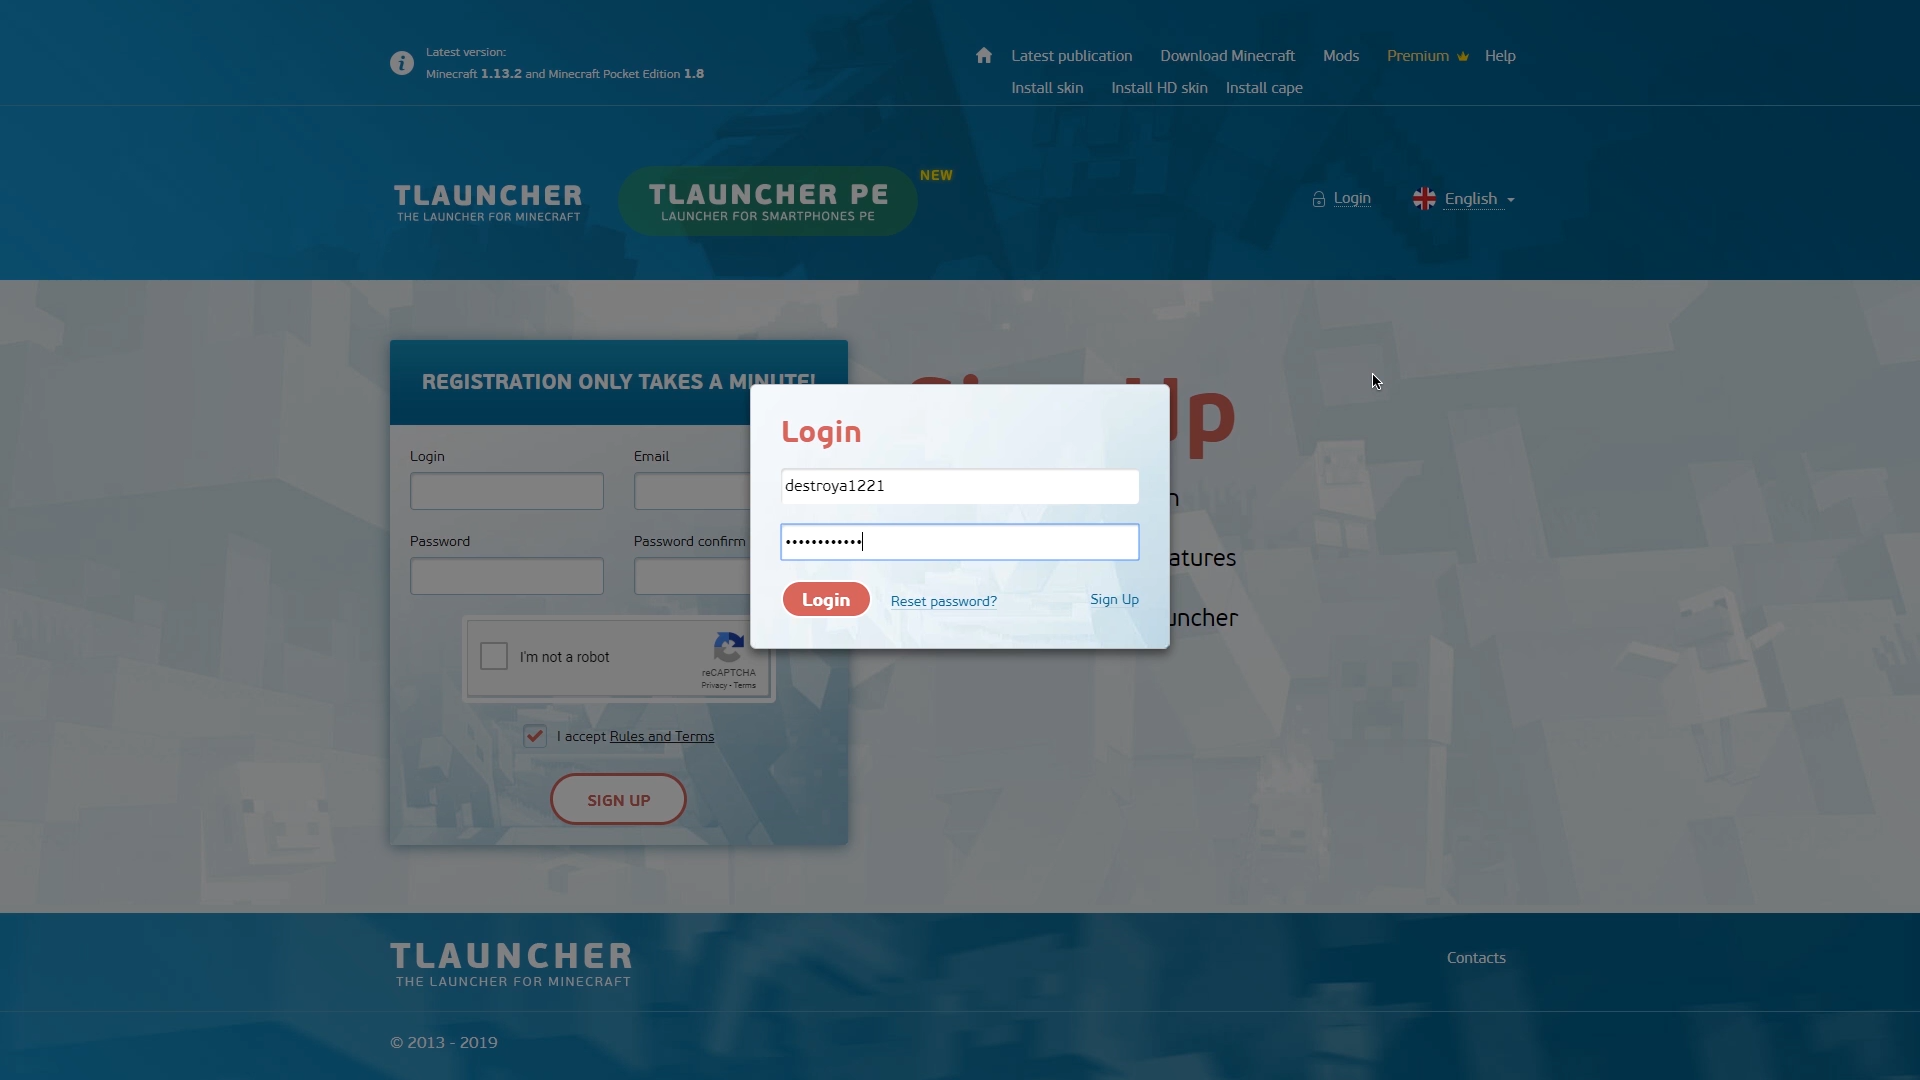 Latest version:
Minecraft 1.13.2 and Minecraft Pocket Edition 1.8
Latest publication Download Minecraft Mods Premium Help
Install skin Install HD skin Install cape
TLAUNCHER
THE LAUNCHER FOR MINECRAFT
TLAUNCHER PE
LAUNCHER FOR SMARTPHONES PE
NEW
Login
English
REGISTRATION ONLY TAKES A MINUTE!
Login Email
Password Password confirm
I'm not a robot
reCAPTCHA
Privacy - Terms
I accept Rules and Terms
SIGN UP
Login
destroya1221
••••••••••••
Login Reset password? Sign Up
Up
n
atures
uncher
TLAUNCHER
THE LAUNCHER FOR MINECRAFT
Contacts
© 2013 - 2019